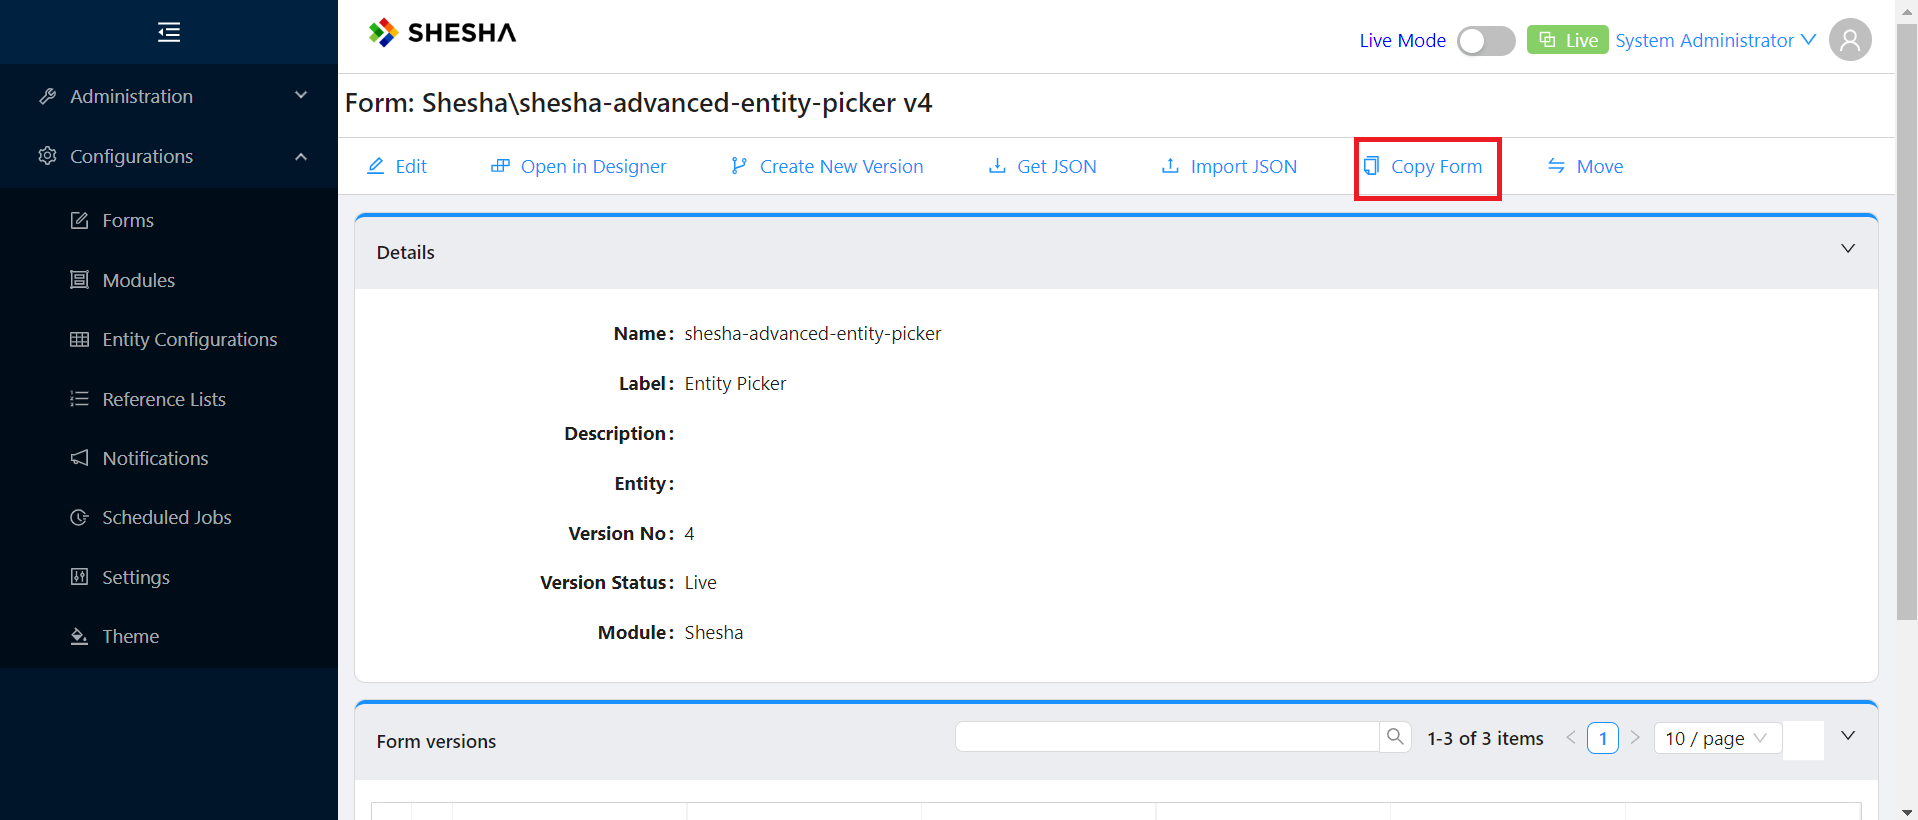 SHESHA
Live Mode
Live
System Administrator
Administration
Configurations
Forms
Modules
Entity Configurations
Reference Lists
Notifications
Scheduled Jobs
Settings
Theme
Form: Shesha\shesha-advanced-entity-picker v4
Edit
Open in Designer
Create New Version
Get JSON
Import JSON
Copy Form
Move
Details
Name: shesha-advanced-entity-picker
Label: Entity Picker
Description:
Entity:
Version No: 4
Version Status: Live
Module: Shesha
Form versions
1-3 of 3 items
1
10 / page